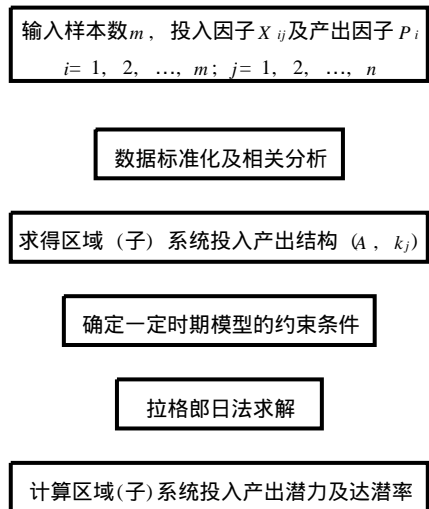 输入样本数m, 投入因子X ij及产出因子 P i
i= 1, 2, …, m; j= 1, 2, …, n
数据标准化及相关分析
求得区域 (子) 系统投入产出结构 (A, kj)
确定一定时期模型的约束条件
拉格郎日法求解
计算区域(子)系统投入产出潜力及达潜率